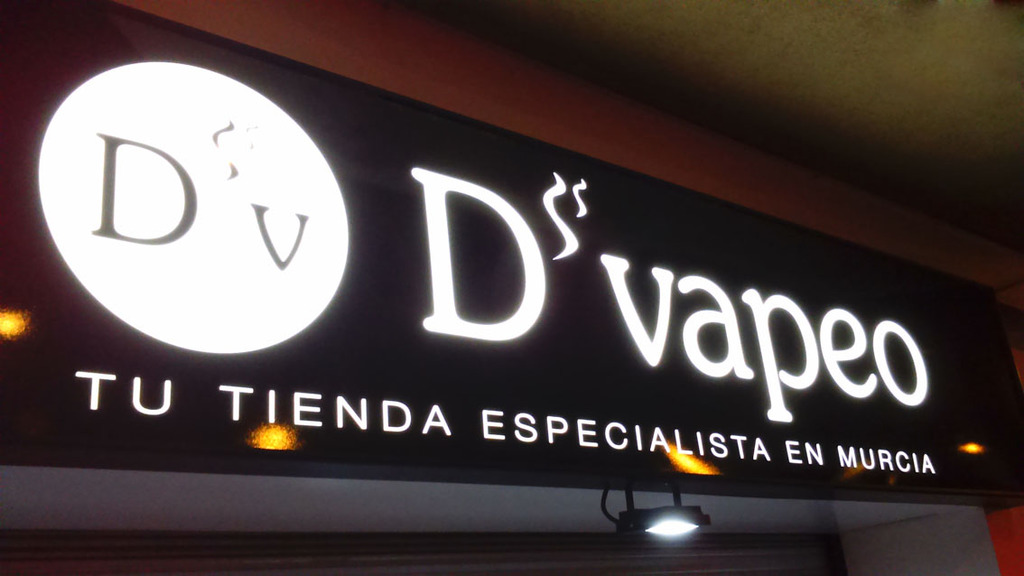 D'v
D'vapeo
TU TIENDA ESPECIALISTA EN MURCIA